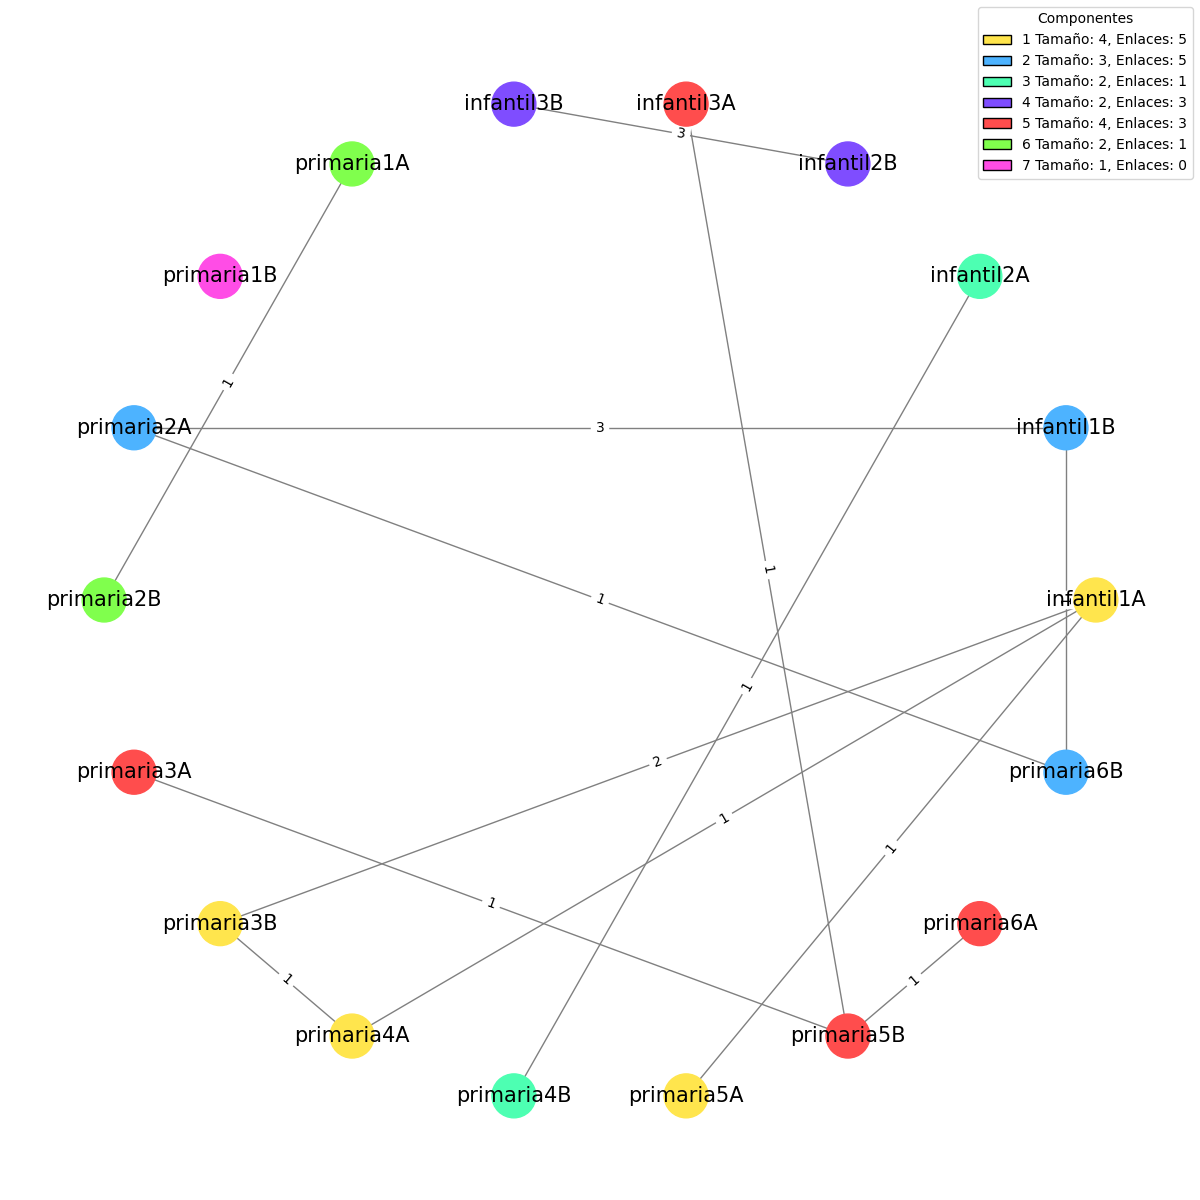 Componentes
1 Tamaño: 4, Enlaces: 5
2 Tamaño: 3, Enlaces: 5
3 Tamaño: 2, Enlaces: 1
4 Tamaño: 2, Enlaces: 3
5 Tamaño: 4, Enlaces: 3
6 Tamaño: 2, Enlaces: 1
7 Tamaño: 1, Enlaces: 0
infantil3B
infantil3A
3
primaria1A
infantil2B
primaria1B
infantil2A
1
primaria2A
3
infantil1B
1
primaria2B
1
infantil1A
1
primaria3A
2
primaria6B
1
1
1
primaria3B
primaria6A
1
1
primaria4A
primaria5B
primaria4B
primaria5A